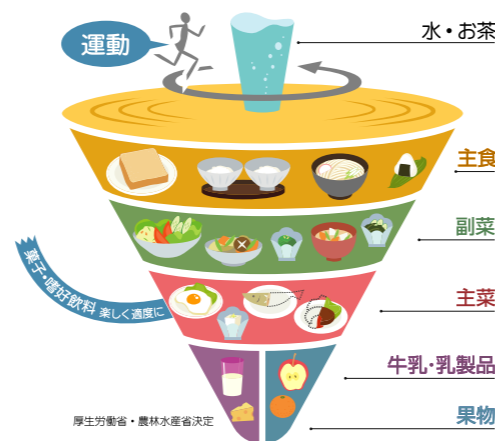 運動
水・お茶
主食
副菜
主菜
菓子・嗜好飲料 楽しく適度に
牛乳・乳製品
果物
厚生労働省・農林水産省決定